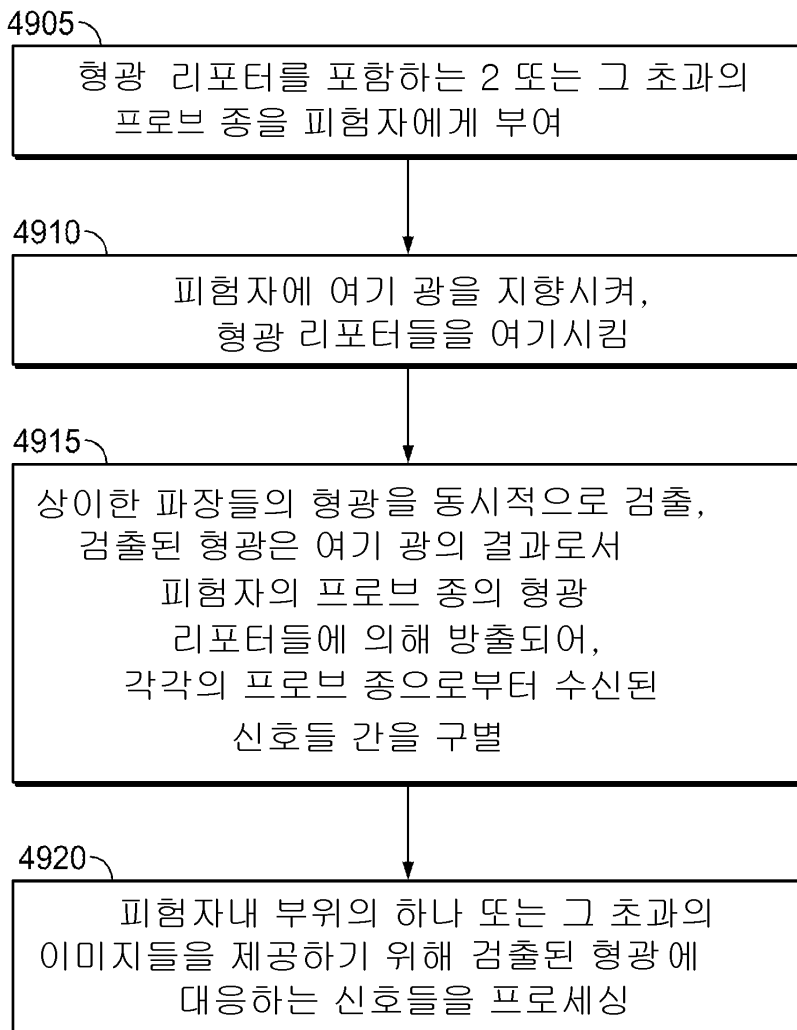 4905
형광 리포터를 포함하는 2 또는 그 초과의
프로브 종을 피험자에게 부여
4910
피험자에 여기 광을 지향시켜,
형광 리포터들을 여기시킴
4915
상이한 파장들의 형광을 동시적으로 검출,
검출된 형광은 여기 광의 결과로서
피험자의 프로브 종의 형광
리포터들에 의해 방출되어,
각각의 프로브 종으로부터 수신된
신호들 간을 구별
4920
피험자내 부위의 하나 또는 그 초과의
이미지들을 제공하기 위해 검출된 형광에
대응하는 신호들을 프로세싱